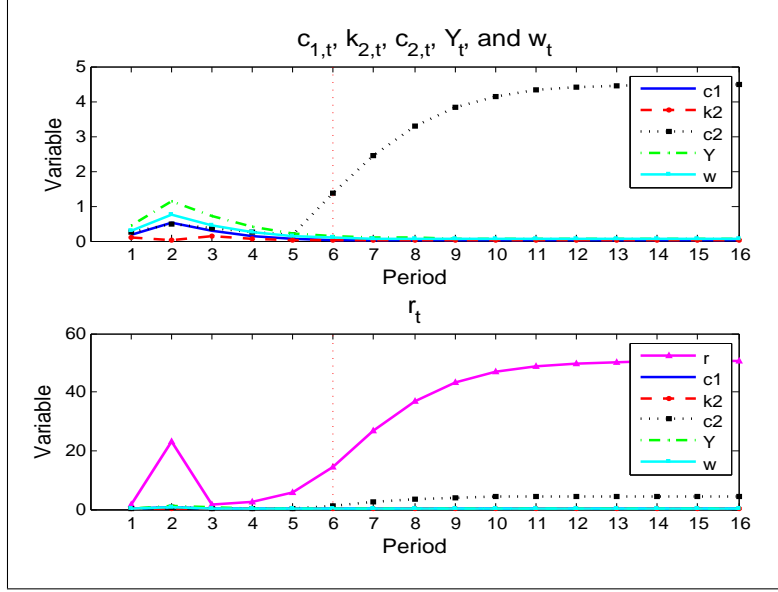 c1,t, k2,t, c2,t, Yt, and wt
5
4
3
2
1
0
Variable
1 2 3 4 5 6 7 8 9 10 11 12 13 14 15 16
Period
c1
k2
c2
Y
w
rt
60
40
20
0
Variable
1 2 3 4 5 6 7 8 9 10 11 12 13 14 15 16
Period
r
c1
k2
c2
Y
w